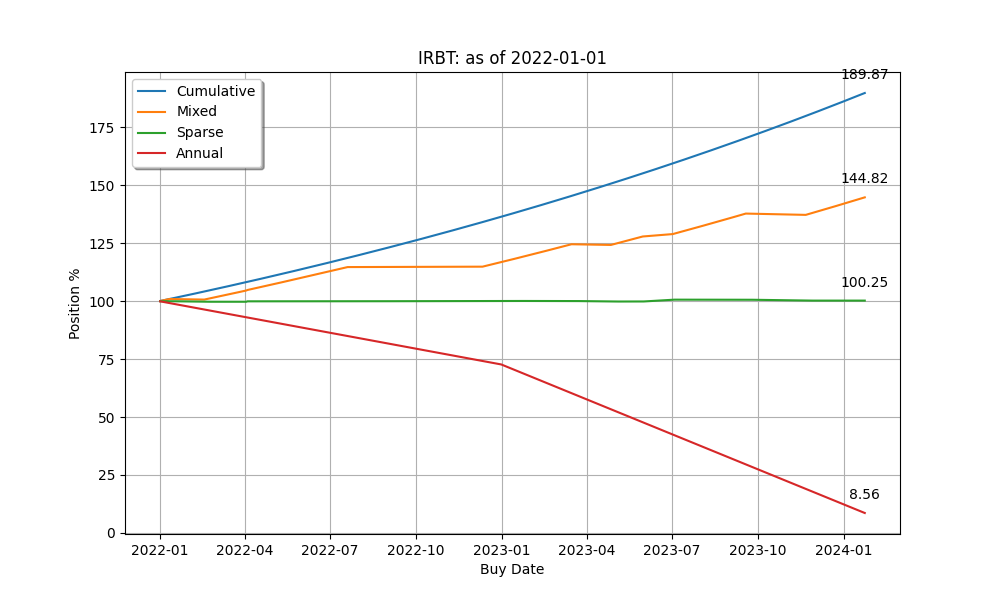 IRBT: as of 2022-01-01
189.87
Cumulative
Mixed
Sparse
Annual
175
150
125
100
75
50
25
0
144.82
100.25
8.56
Position %
2022-01 2022-04 2022-07 2022-10 2023-01 2023-04 2023-07 2023-10 2024-01
Buy Date